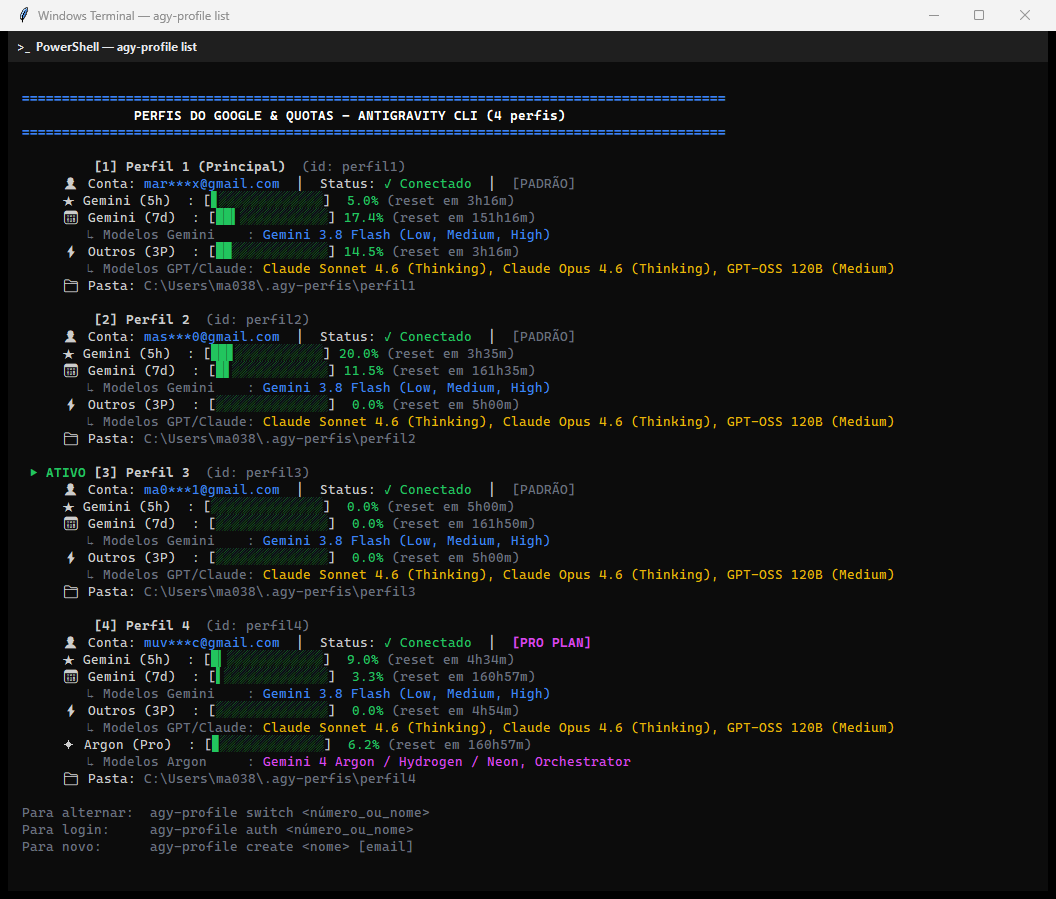 Windows Terminal — agy-profile list
>_ PowerShell — agy-profile list
PERFIS DO GOOGLE & QUOTAS - ANTIGRAVITY CLI (4 perfis)
[1] Perfil 1 (Principal) (id: perfil1)
Conta: mar***x@gmail.com | Status: ✓ Conectado | [PADRÃO]
★ Gemini (5h) : [ ] 5.0% (reset em 3h16m)
Gemini (7d) : [ ] 17.4% (reset em 151h16m)
└ Modelos Gemini : Gemini 3.8 Flash (Low, Medium, High)
Outros (3P) : [ ] 14.5% (reset em 3h16m)
└ Modelos GPT/Claude: Claude Sonnet 4.6 (Thinking), Claude Opus 4.6 (Thinking), GPT-OSS 120B (Medium)
Pasta: C:\Users\ma038\.agy-perfis\perfil1
[2] Perfil 2 (id: perfil2)
Conta: mas***0@gmail.com | Status: ✓ Conectado | [PADRÃO]
★ Gemini (5h) : [ ] 20.0% (reset em 3h35m)
Gemini (7d) : [ ] 11.5% (reset em 161h35m)
└ Modelos Gemini : Gemini 3.8 Flash (Low, Medium, High)
Outros (3P) : [ ] 0.0% (reset em 5h00m)
└ Modelos GPT/Claude: Claude Sonnet 4.6 (Thinking), Claude Opus 4.6 (Thinking), GPT-OSS 120B (Medium)
Pasta: C:\Users\ma038\.agy-perfis\perfil2
► ATIVO [3] Perfil 3 (id: perfil3)
Conta: ma0***1@gmail.com | Status: ✓ Conectado | [PADRÃO]
★ Gemini (5h) : [ ] 0.0% (reset em 5h00m)
Gemini (7d) : [ ] 0.0% (reset em 161h50m)
└ Modelos Gemini : Gemini 3.8 Flash (Low, Medium, High)
Outros (3P) : [ ] 0.0% (reset em 5h00m)
└ Modelos GPT/Claude: Claude Sonnet 4.6 (Thinking), Claude Opus 4.6 (Thinking), GPT-OSS 120B (Medium)
Pasta: C:\Users\ma038\.agy-perfis\perfil3
[4] Perfil 4 (id: perfil4)
Conta: muv***c@gmail.com | Status: ✓ Conectado | [PRO PLAN]
★ Gemini (5h) : [ ] 9.0% (reset em 4h34m)
Gemini (7d) : [ ] 3.3% (reset em 160h57m)
└ Modelos Gemini : Gemini 3.8 Flash (Low, Medium, High)
Outros (3P) : [ ] 0.0% (reset em 4h54m)
└ Modelos GPT/Claude: Claude Sonnet 4.6 (Thinking), Claude Opus 4.6 (Thinking), GPT-OSS 120B (Medium)
✦ Argon (Pro) : [ ] 6.2% (reset em 160h57m)
└ Modelos Argon : Gemini 4 Argon / Hydrogen / Neon, Orchestrator
Pasta: C:\Users\ma038\.agy-perfis\perfil4
Para alternar: agy-profile switch <número_ou_nome>
Para login: agy-profile auth <número_ou_nome>
Para novo: agy-profile create <nome> [email]